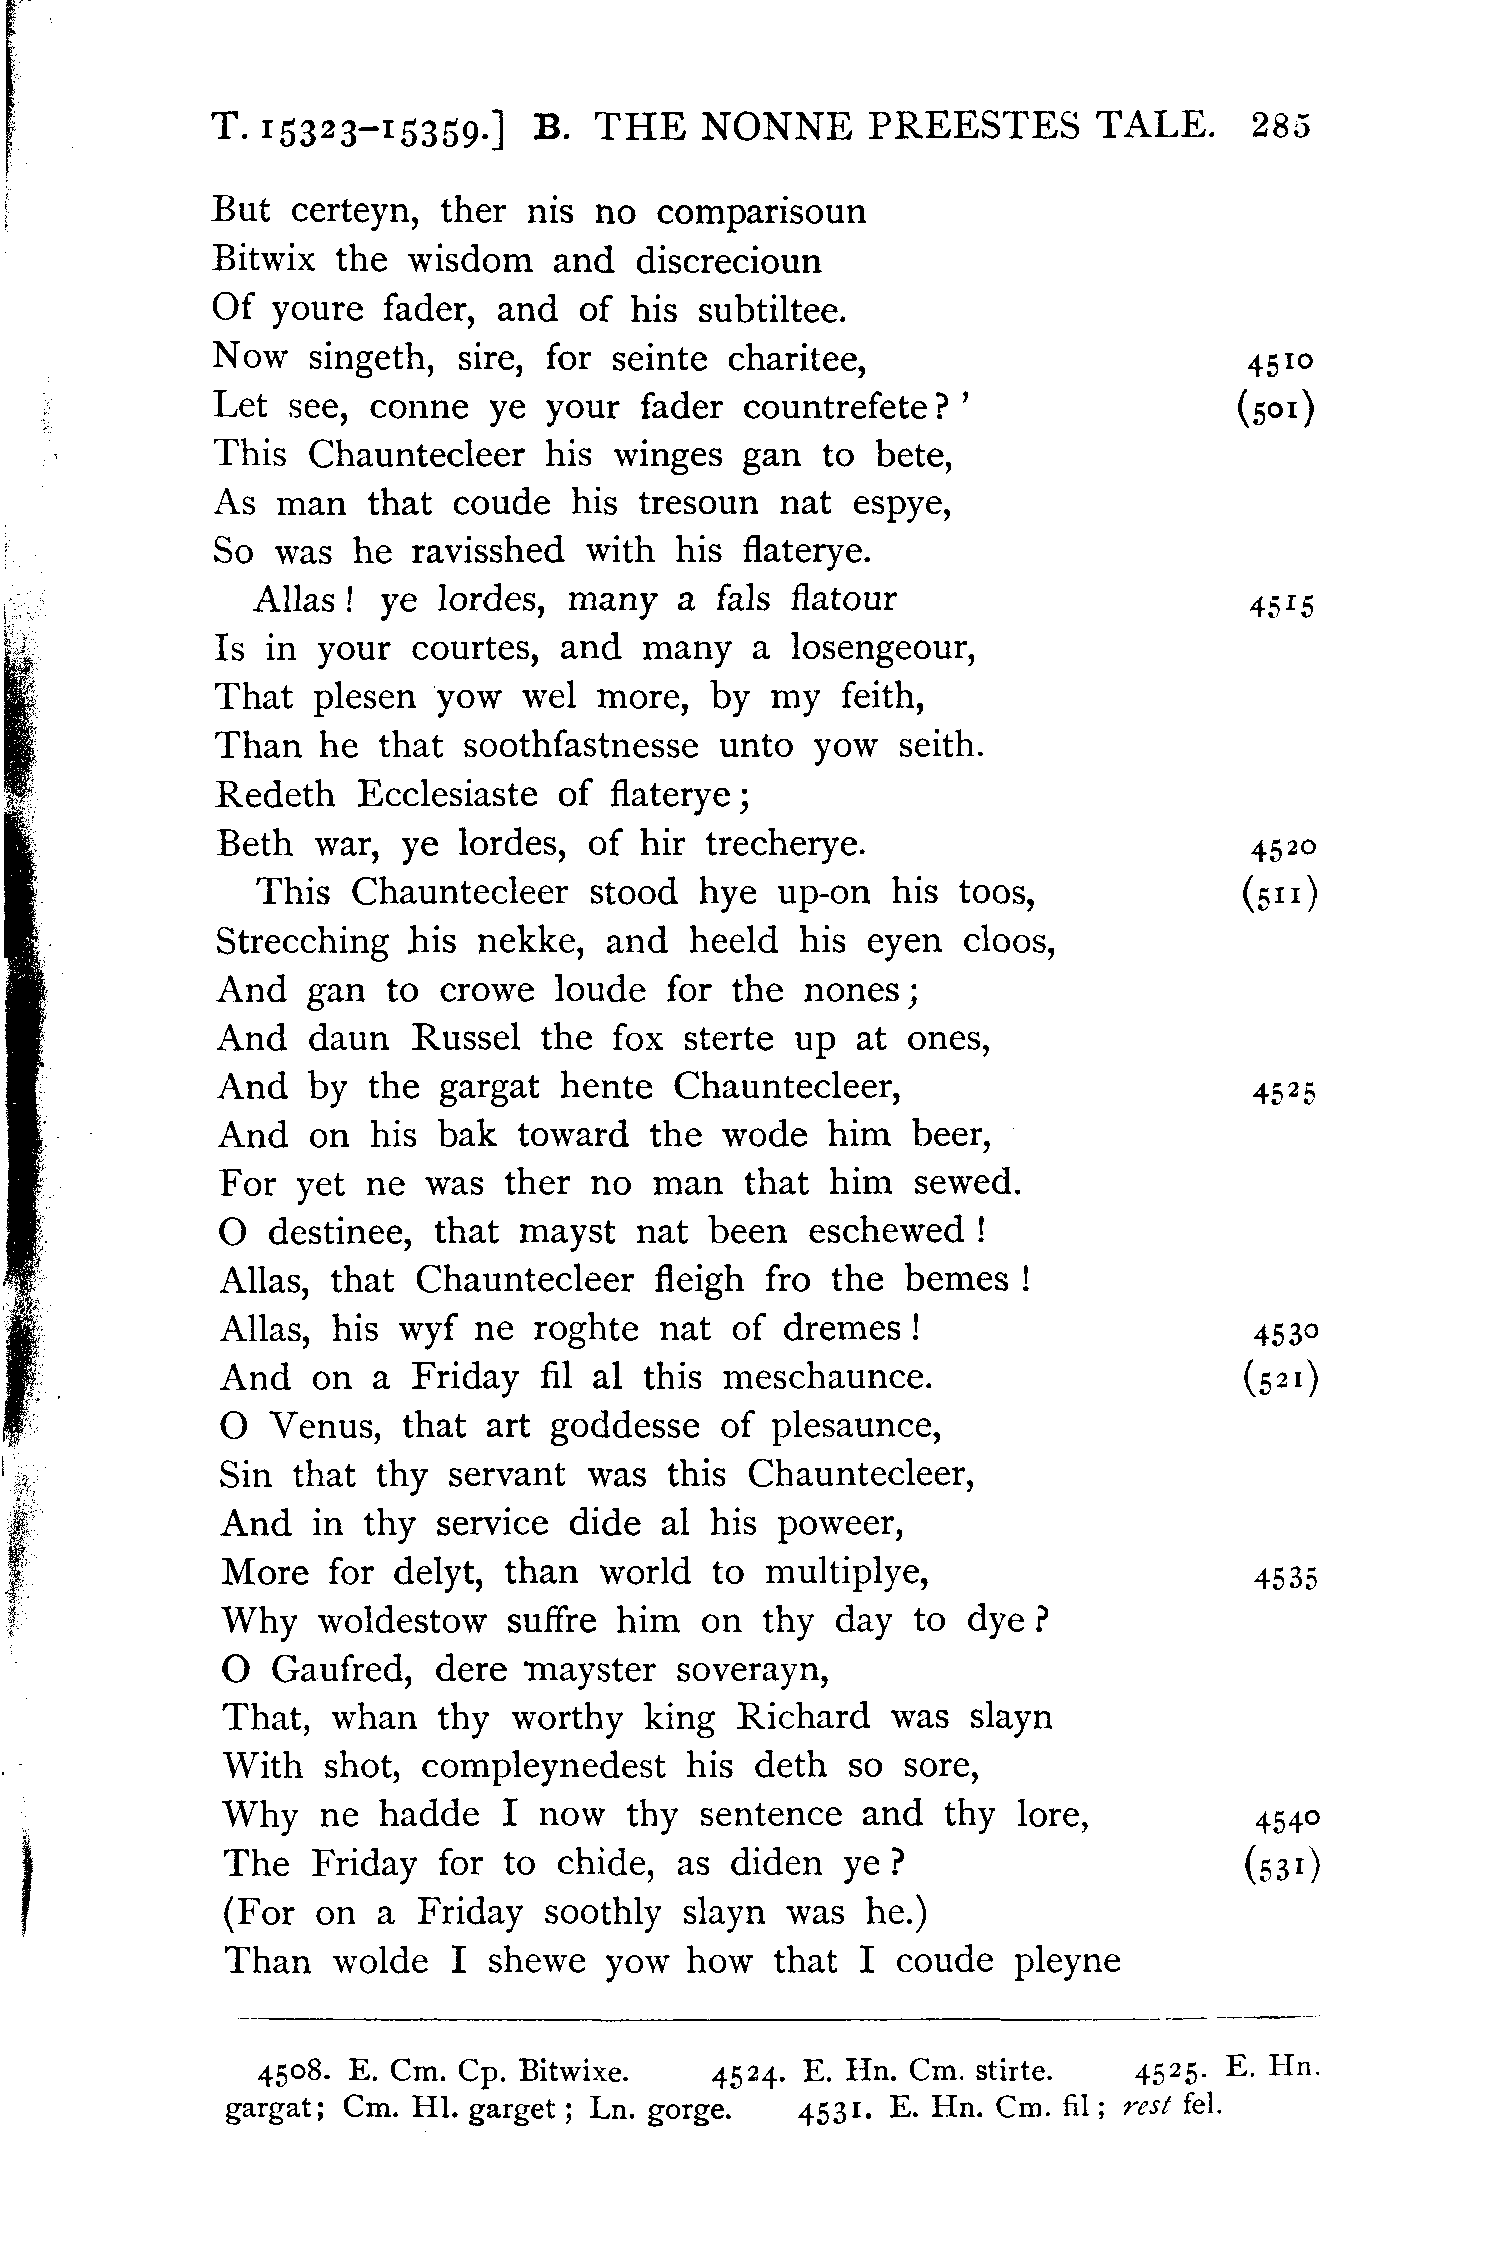 T. 15323-15359.] B. THE NONNE PREESTES TALE. 285
But certeyn, ther nis no comparisoun
Bitwix the wisdom and discrecioun
Of youre fader, and of his subtiltee.
Now singeth, sire, for seinte charitee, 4510
Let see, conne ye your fader countrefete? ' (501)
This Chauntecleer his winges gan to bete,
As man that coude his tresoun nat espye,
So was he ravisshed with his flaterye.
Allas! ye lordes, many a fals flatour 4515
Is in your courtes, and many a losengeour,
That plesen yow wel more, by my feith,
Than he that soothfastnesse unto yow seith.
Redeth Ecclesiaste of flaterye;
Beth war, ye lordes, of hir trecherye. 4520
This Chauntecleer stood hye up-on his toos, (511)
Strecching his nekke, and heeld his eyen cloos,
And gan to crowe loude for the nones;
And daun Russel the fox sterte up at ones,
And by the gargat hente Chauntecleer, 4525
And on his bak toward the wode him beer,
For yet ne was ther no man that him sewed.
O destinee, that mayst nat been eschewed!
Allas, that Chauntecleer fleigh fro the bemes!
Allas, his wyf ne roghte nat of dremes! 4530
And on a Friday fil al this meschaunce. (521)
O Venus, that art goddesse of plesaunce,
Sin that thy servant was this Chauntecleer,
And in thy service dide al his poweer,
More for delyt, than world to multiplye, 4535
Why woldestow suffre him on thy day to dye?
O Gaufred, dere mayster soverayn,
That, whan thy worthy king Richard was slayn
With shot, compleynedest his deth so sore,
Why ne hadde I now thy sentence and thy lore, 4540
The Friday for to chide, as diden ye? (531)
(For on a Friday soothly slayn was he.)
Than wolde I shewe yow how that I coude pleyne
4508. E. Cm. Cp. Bitwixe. 4524. E. Hn. Cm. stirte. 4525. E. Hn.
gargat; Cm. Hl. garget; Ln. gorge. 4531. E. Hn. Cm. fil; rest fel.